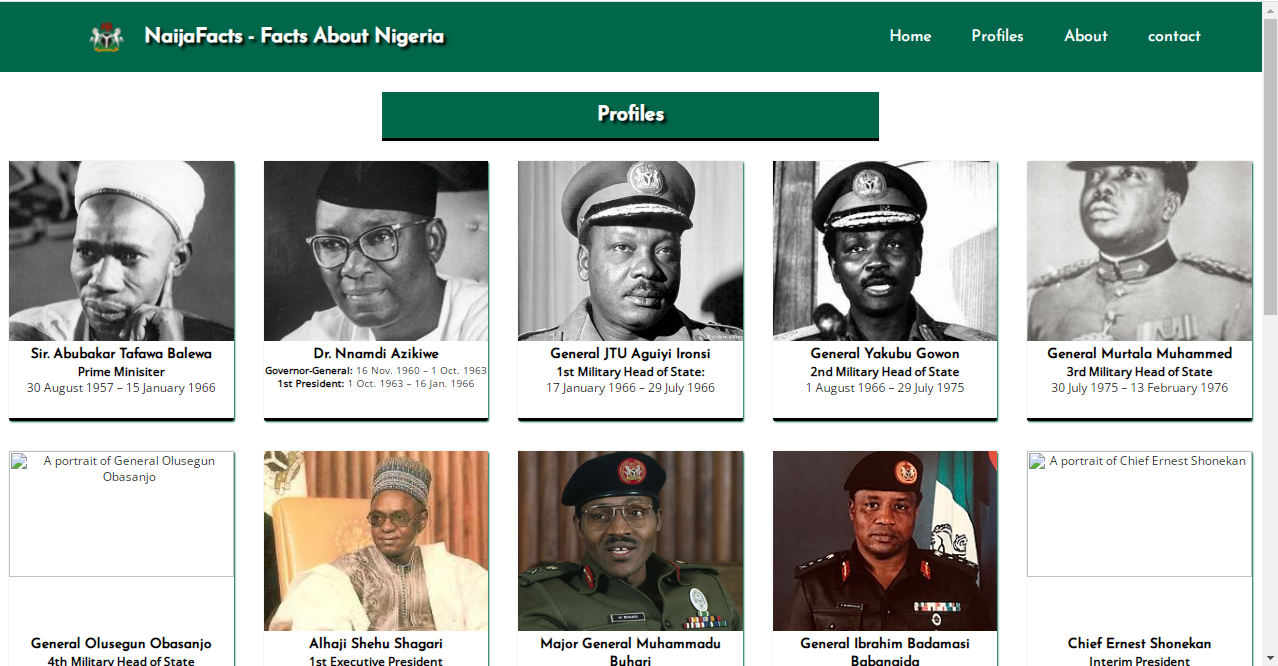 NaijaFacts - Facts About Nigeria
Home
Profiles
About
contact
Profiles
Sir. Abubakar Tafawa Balewa
Prime Minisiter
30 August 1957 – 15 January 1966
Dr. Nnamdi Azikiwe
Governor-General: 16 Nov. 1960 – 1 Oct. 1963
1st President: 1 Oct. 1963 – 16 Jan. 1966
General JTU Aguiyi Ironsi
1st Military Head of State:
17 January 1966 – 29 July 1966
General Yakubu Gowon
2nd Military Head of State
1 August 1966 – 29 July 1975
General Murtala Muhammed
3rd Military Head of State
30 July 1975 – 13 February 1976
A portrait of General Olusegun
Obasanjo
General Olusegun Obasanjo
4th Military Head of State
Alhaji Shehu Shagari
1st Executive President
Major General Muhammadu
Buhari
General Ibrahim Badamasi
Babangida
A portrait of Chief Ernest Shonekan
Chief Ernest Shonekan
Interim President